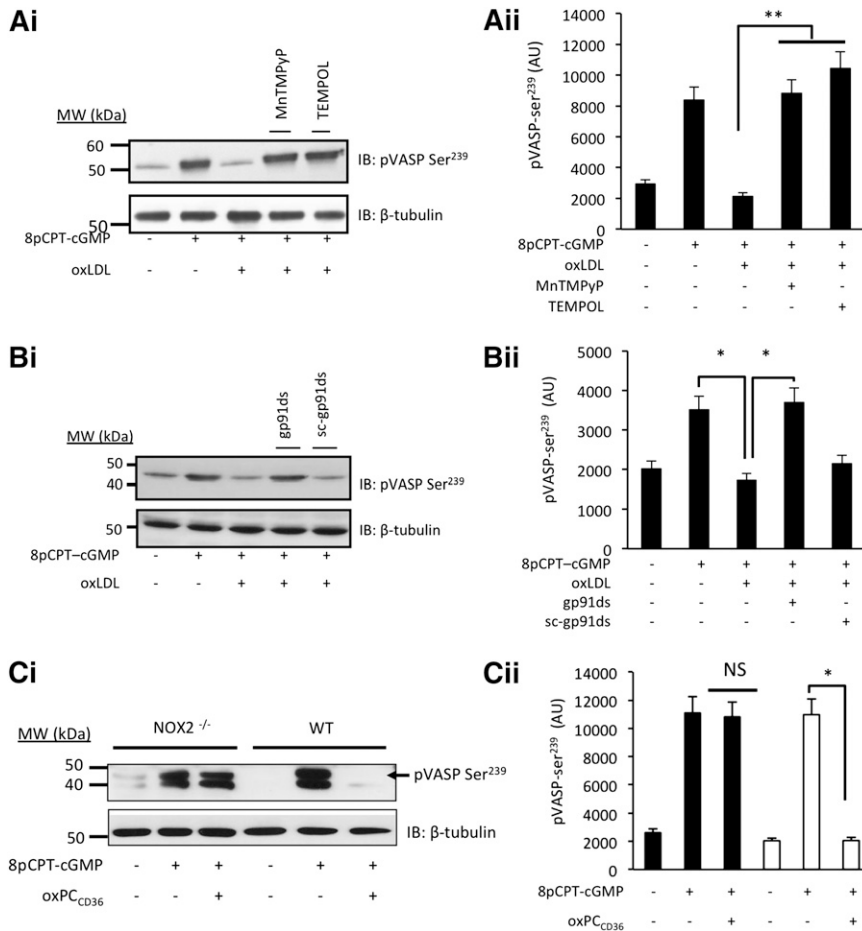 Ai
MnTMPyP
TEMPOL
MW (kDa)
60
50
IB: pVASP Ser²³⁹
50
IB: β-tubulin
8pCPT-cGMP - + + + +
oxLDL - - + + +
Aii
pVASP-ser²³⁹ (AU)
14000
12000
10000
8000
6000
4000
2000
0
**
8pCPT-cGMP - + + + +
oxLDL - - + + +
MnTMPyP - - - + -
TEMPOL - - - - +
Bi
gp91ds
sc-gp91ds
MW (kDa)
50
40
IB: pVASP Ser²³⁹
50
IB: β-tubulin
8pCPT–cGMP - + + + +
oxLDL - - + + +
Bii
pVASP-ser²³⁹ (AU)
5000
4000
3000
2000
1000
0
* *
8pCPT–cGMP - + + + +
oxLDL - - + + +
gp91ds - - - + -
sc-gp91ds - - - - +
Ci
MW (kDa)
NOX2 -/- WT
50
40
pVASP Ser²³⁹
50
IB: β-tubulin
8pCPT-cGMP - + + - + +
oxPC_CD36 - - + - - +
Cii
pVASP-ser²³⁹ (AU)
14000
12000
10000
8000
6000
4000
2000
0
NS *
8pCPT-cGMP - + + - + +
oxPC_CD36 - - + - - +